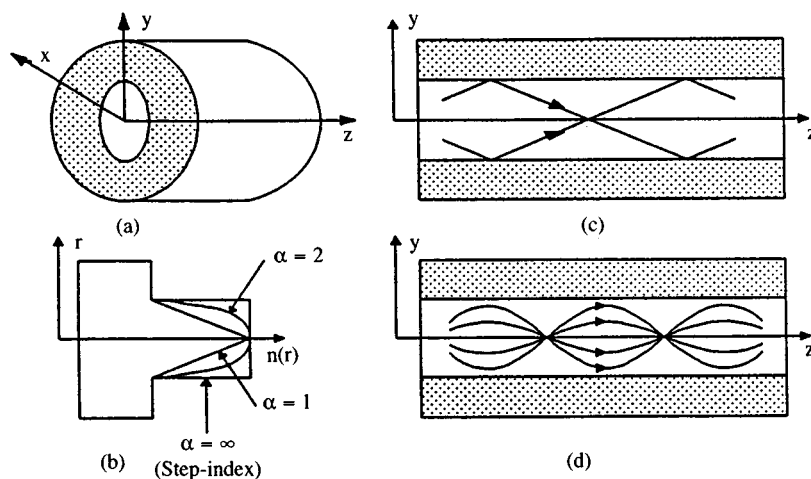 y
x
z
(a)
r
α = 2
n(r)
α = 1
α = ∞
(b)
(Step-index)
y
z
(c)
y
z
(d)